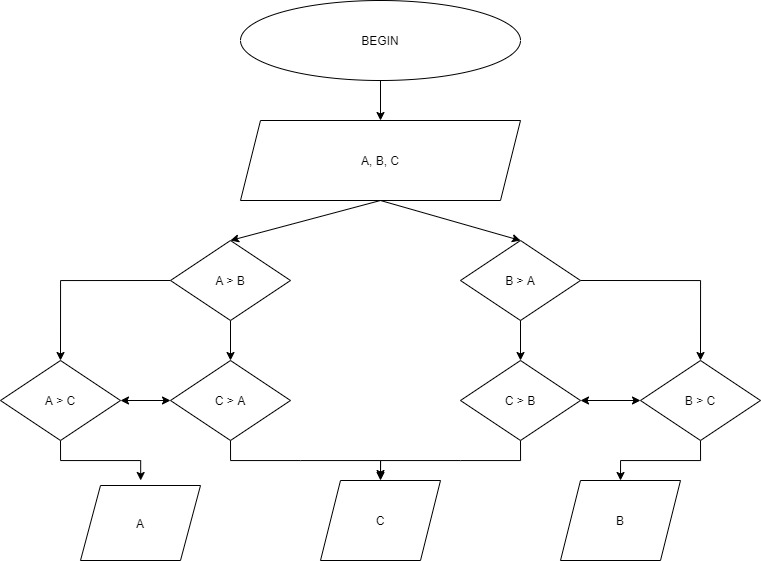 BEGIN
A, B, C
A > B
B > A
A > C
C > A
C > B
B > C
A
C
B